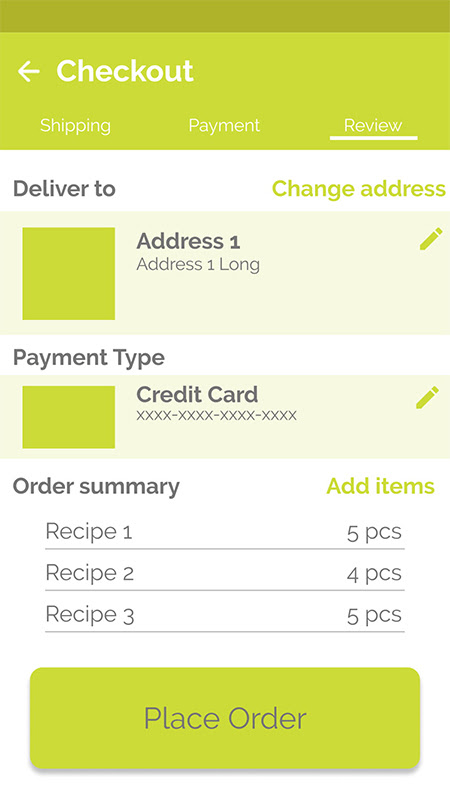 Checkout
Shipping Payment Review
Deliver to Change address
Address 1
Address 1 Long
Payment Type
Credit Card
xxxx-xxxx-xxxx-xxxx
Order summary Add items
Recipe 1 5 pcs
Recipe 2 4 pcs
Recipe 3 5 pcs
Place Order